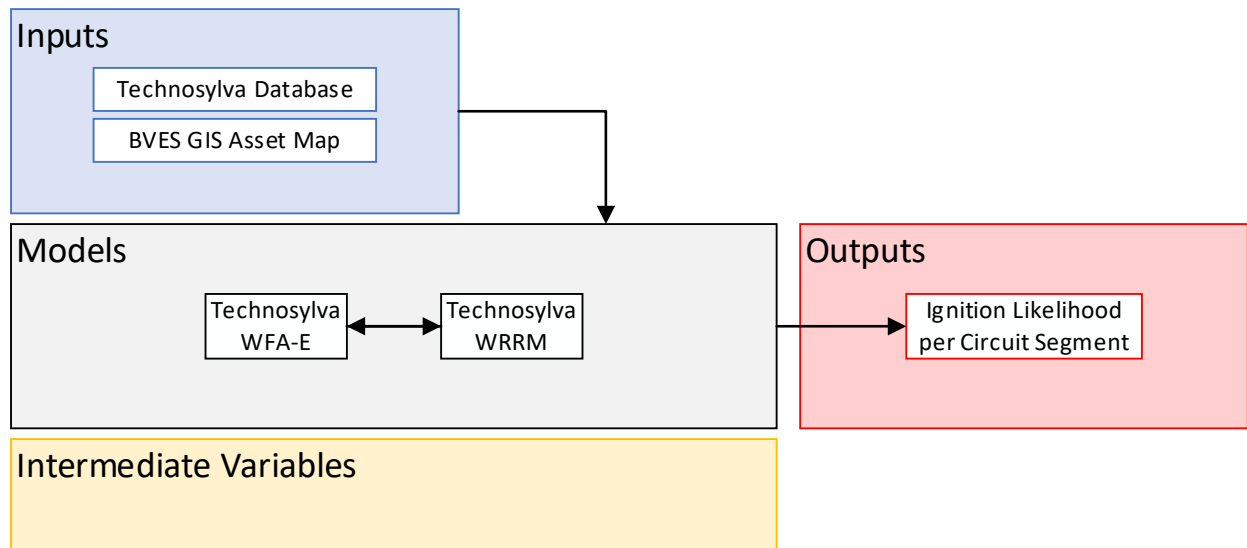 Inputs
Technosylva Database
BVES GIS Asset Map
Models
Technosylva
WFA-E
Technosylva
WRRM
Outputs
Ignition Likelihood
per Circuit Segment
Intermediate Variables